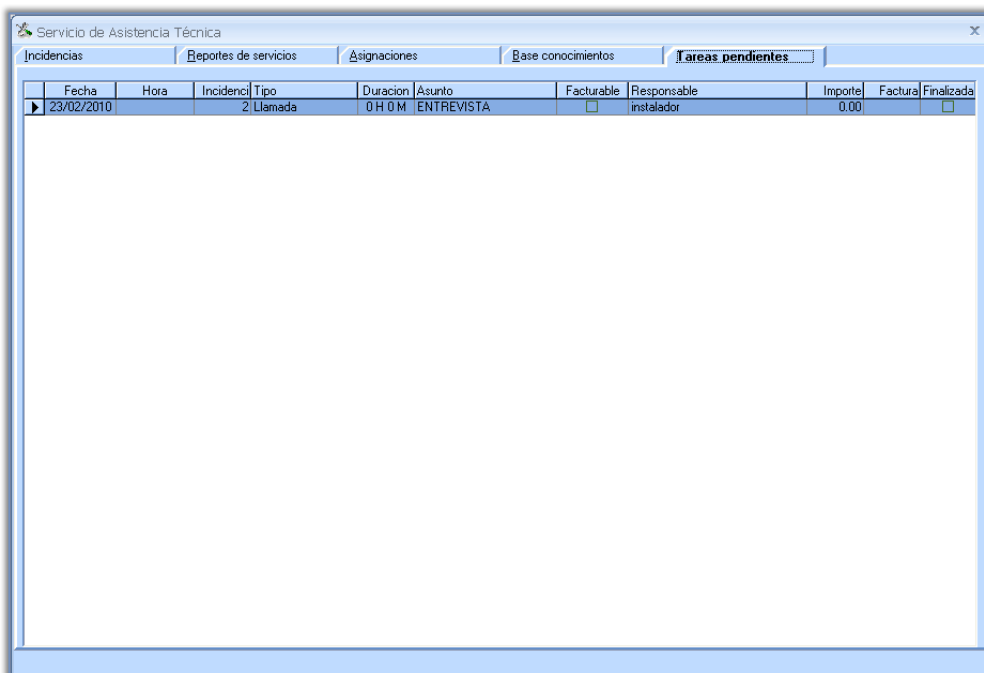 Servicio de Asistencia Técnica
Incidencias Reportes de servicios Asignaciones Base conocimientos Tareas pendientes
Fecha Hora Incidenci Tipo Duracion Asunto Facturable Responsable Importe Factura Finalizada
23/02/2010 2 Llamada 0 H 0 M ENTREVISTA instalador 0.00